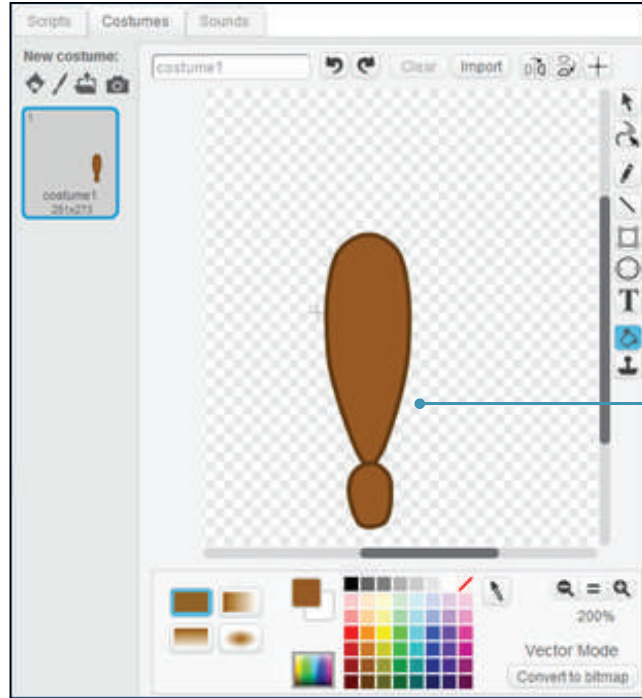 Scripts Costumes Sounds
New costume:
costume1 Clear Import
1
costume1
251x273
T
200%
Vector Mode
Convert to bitmap